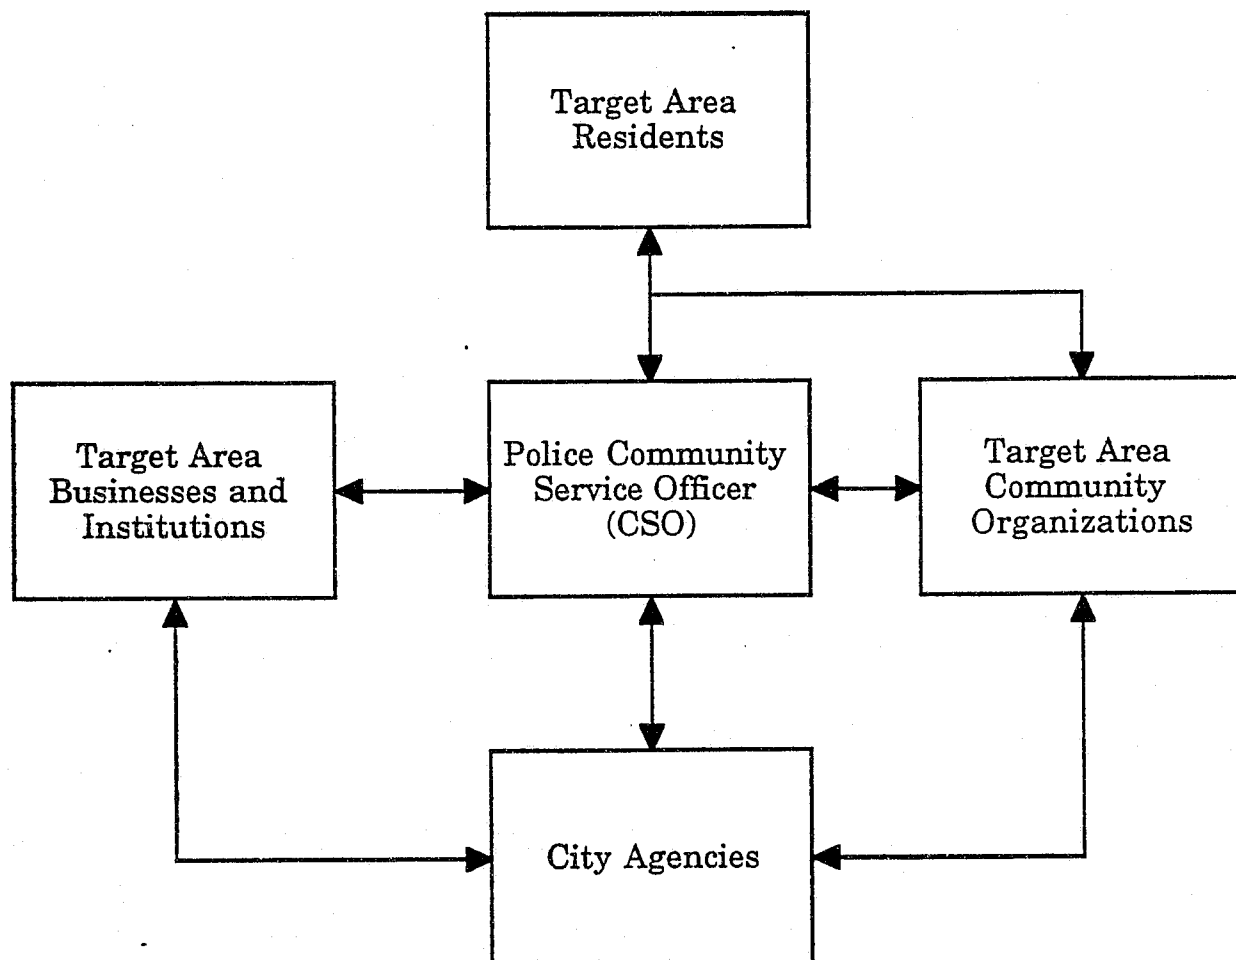 Target Area
Residents
Target Area
Businesses and
Institutions
Police Community
Service Officer
(CSO)
Target Area
Community
Organizations
City Agencies